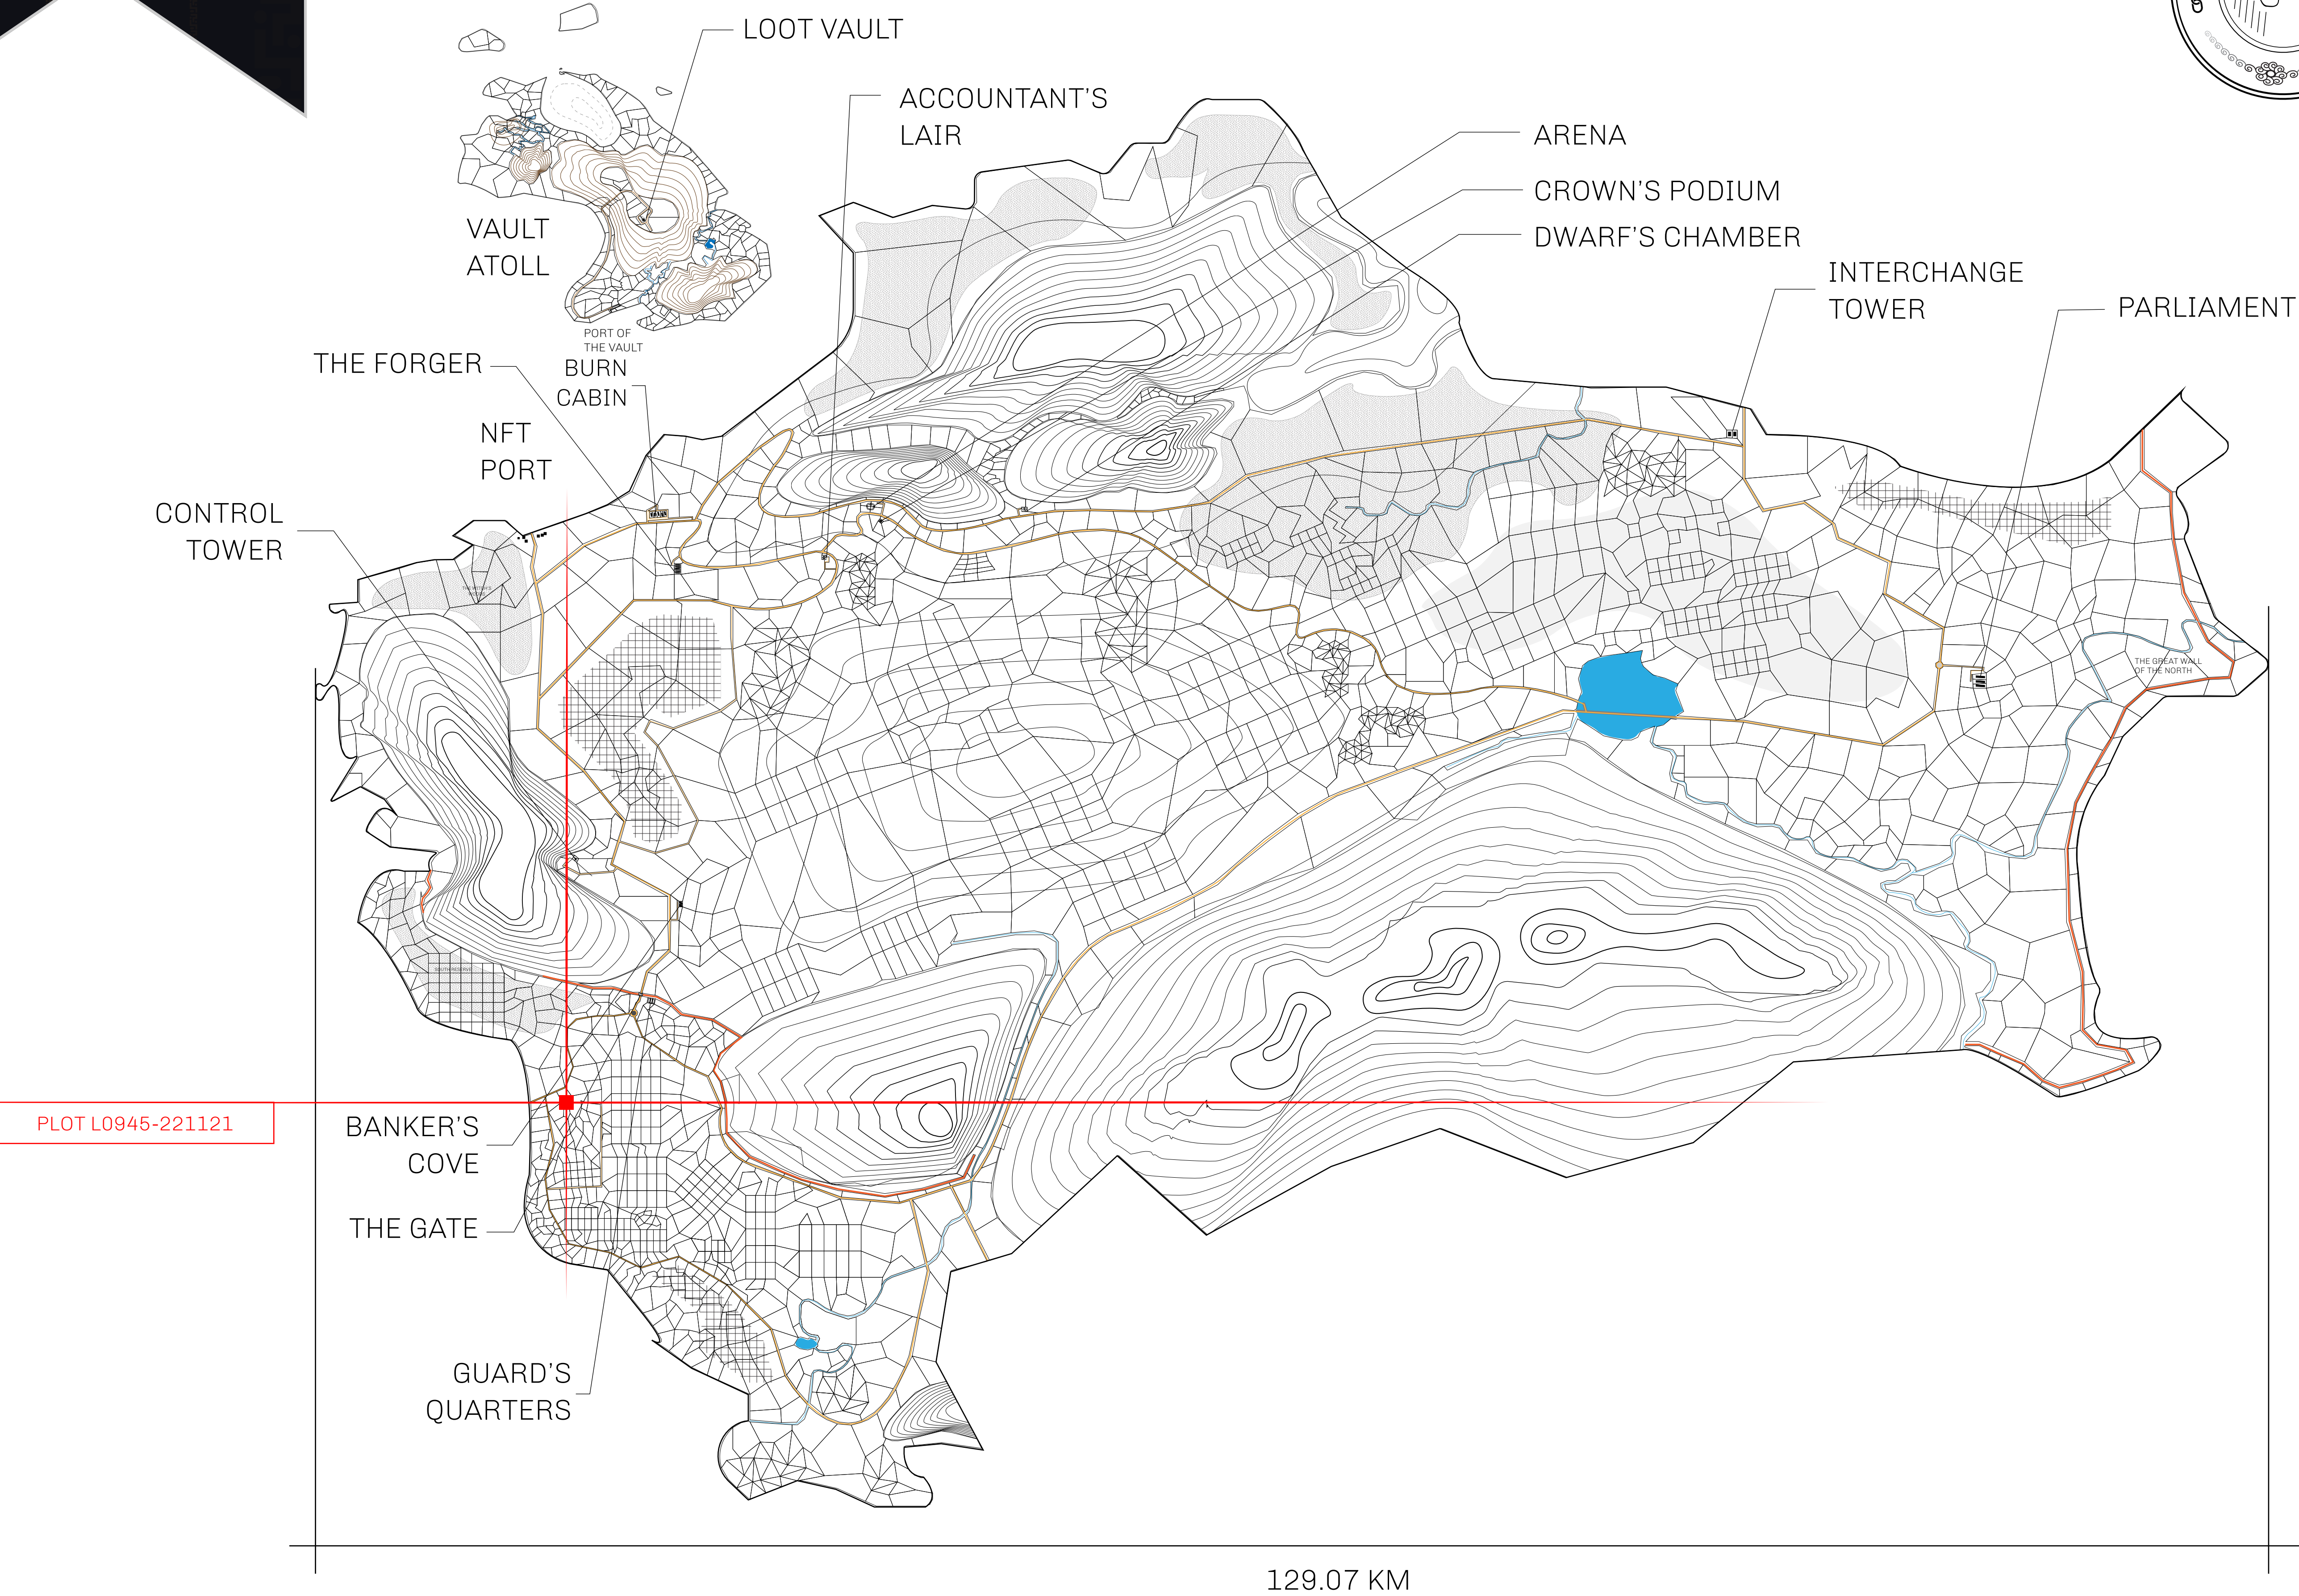 LOOT VAULT
ACCOUNTANT'S
LAIR
ARENA
CROWN'S PODIUM
DWARF'S CHAMBER
VAULT
ATOLL
INTERCHANGE
TOWER
PARLIAMENT
PORT OF
THE VAULT
THE FORGER
BURN
CABIN
NFT
PORT
CONTROL
TOWER
THE GREAT WALL
OF THE NORTH
SOUTH RESERVE
PLOT L0945-221121
BANKER'S
COVE
THE GATE
GUARD'S
QUARTERS
129.07 KM